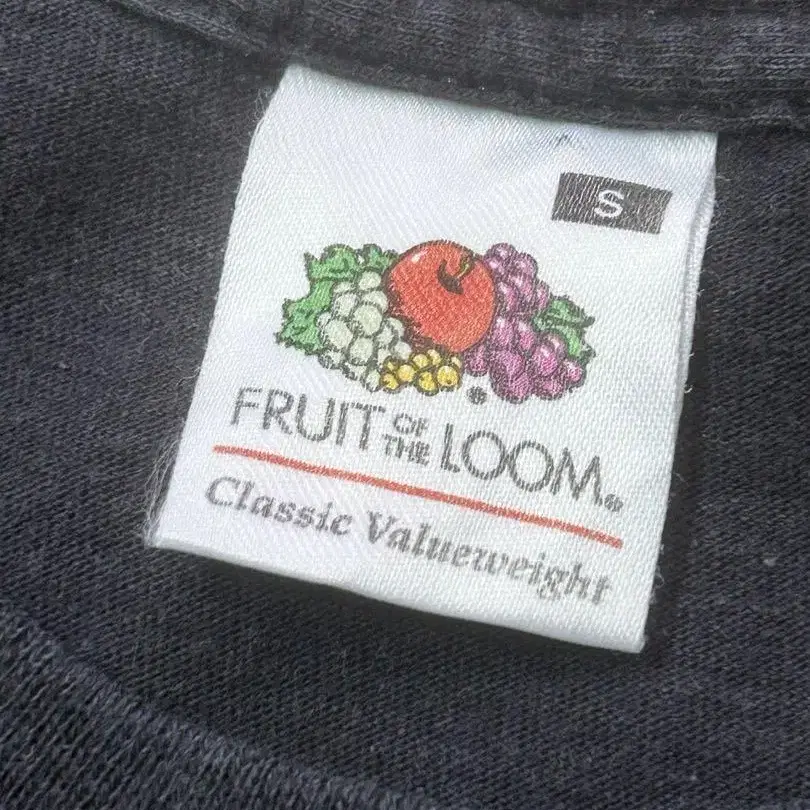 S
FRUIT OF THE LOOM®
Classic Valueweight